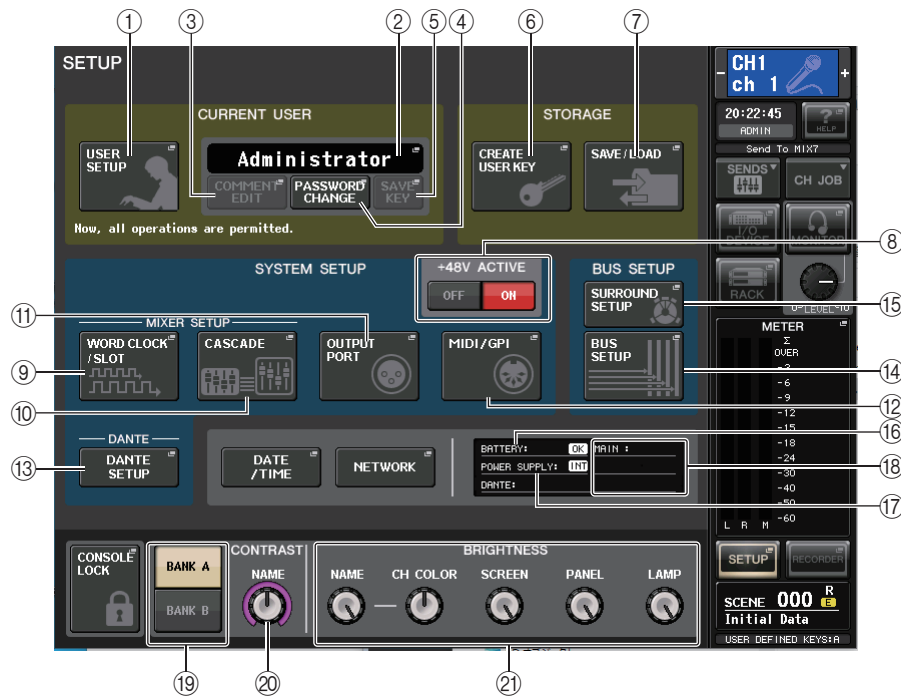 ① ③ ② ⑤ ④ ⑥ ⑦
SETUP
CH1
ch 1
- +
CURRENT USER
STORAGE
20:22:45
ADMIN
?
HELP
USER
SETUP
Administrator
COMMENT
EDIT
PASSWORD
CHANGE
SAVE
KEY
CREATE
USER KEY
SAVE/LOAD
Send To MIX7
SENDS
CH JOB
Now, all operations are permitted.
I/O
DEVICE
MONITOR
⑧
SYSTEM SETUP
+48V ACTIVE
OFF ON
BUS SETUP
SURROUND
SETUP
RACK
LEVEL -10
⑪
⑮
MIXER SETUP
WORD CLOCK
/SLOT
CASCADE
OUTPUT
PORT
MIDI/GPI
BUS
SETUP
⑨
⑩
⑭
⑫
METER
Σ
OVER
-3
-6
-9
-12
-15
-18
-24
-30
-40
-50
-60
L R M
DANTE
DANTE
SETUP
⑬
DATE
/TIME
NETWORK
BATTERY: OK
POWER SUPPLY: INT
DANTE:
MAIN :
⑯
⑱
⑰
SETUP
RECORDER
CONSOLE
LOCK
BANK A
BANK B
CONTRAST
NAME
BRIGHTNESS
NAME CH COLOR SCREEN PANEL LAMP
SCENE 000 R
E
Initial Data
USER DEFINED KEYS:A
⑲ ⑳ ㉑